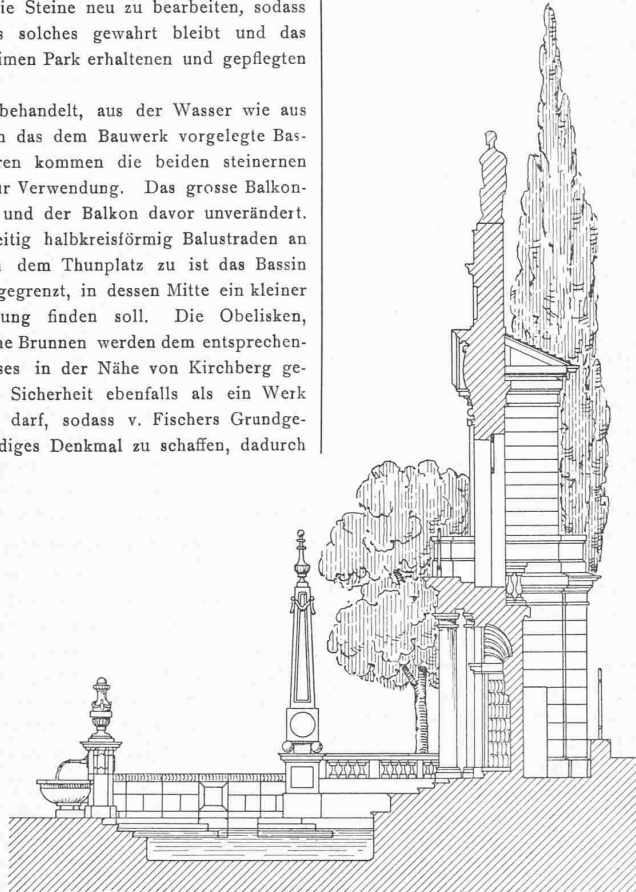 ie Steine neu zu bearbeiten, sodass
s solches gewahrt bleibt und das
imen Park erhaltenen und gepflegten
behandelt, aus der Wasser wie aus
n das dem Bauwerk vorgelegte Bas-
ren kommen die beiden steinernen
ur Verwendung. Das grosse Balkon-
und der Balkon davor unverändert.
eitig halbkreisförmig Balustraden an
n dem Thunplatz zu ist das Bassin
gegrenzt, in dessen Mitte ein kleiner
ung finden soll. Die Obelisken,
ne Brunnen werden dem entsprechen-
ses in der Nähe von Kirchberg ge-
Sicherheit ebenfalls als ein Werk
darf, sodass v. Fischers Grundge-
diges Denkmal zu schaffen, dadurch